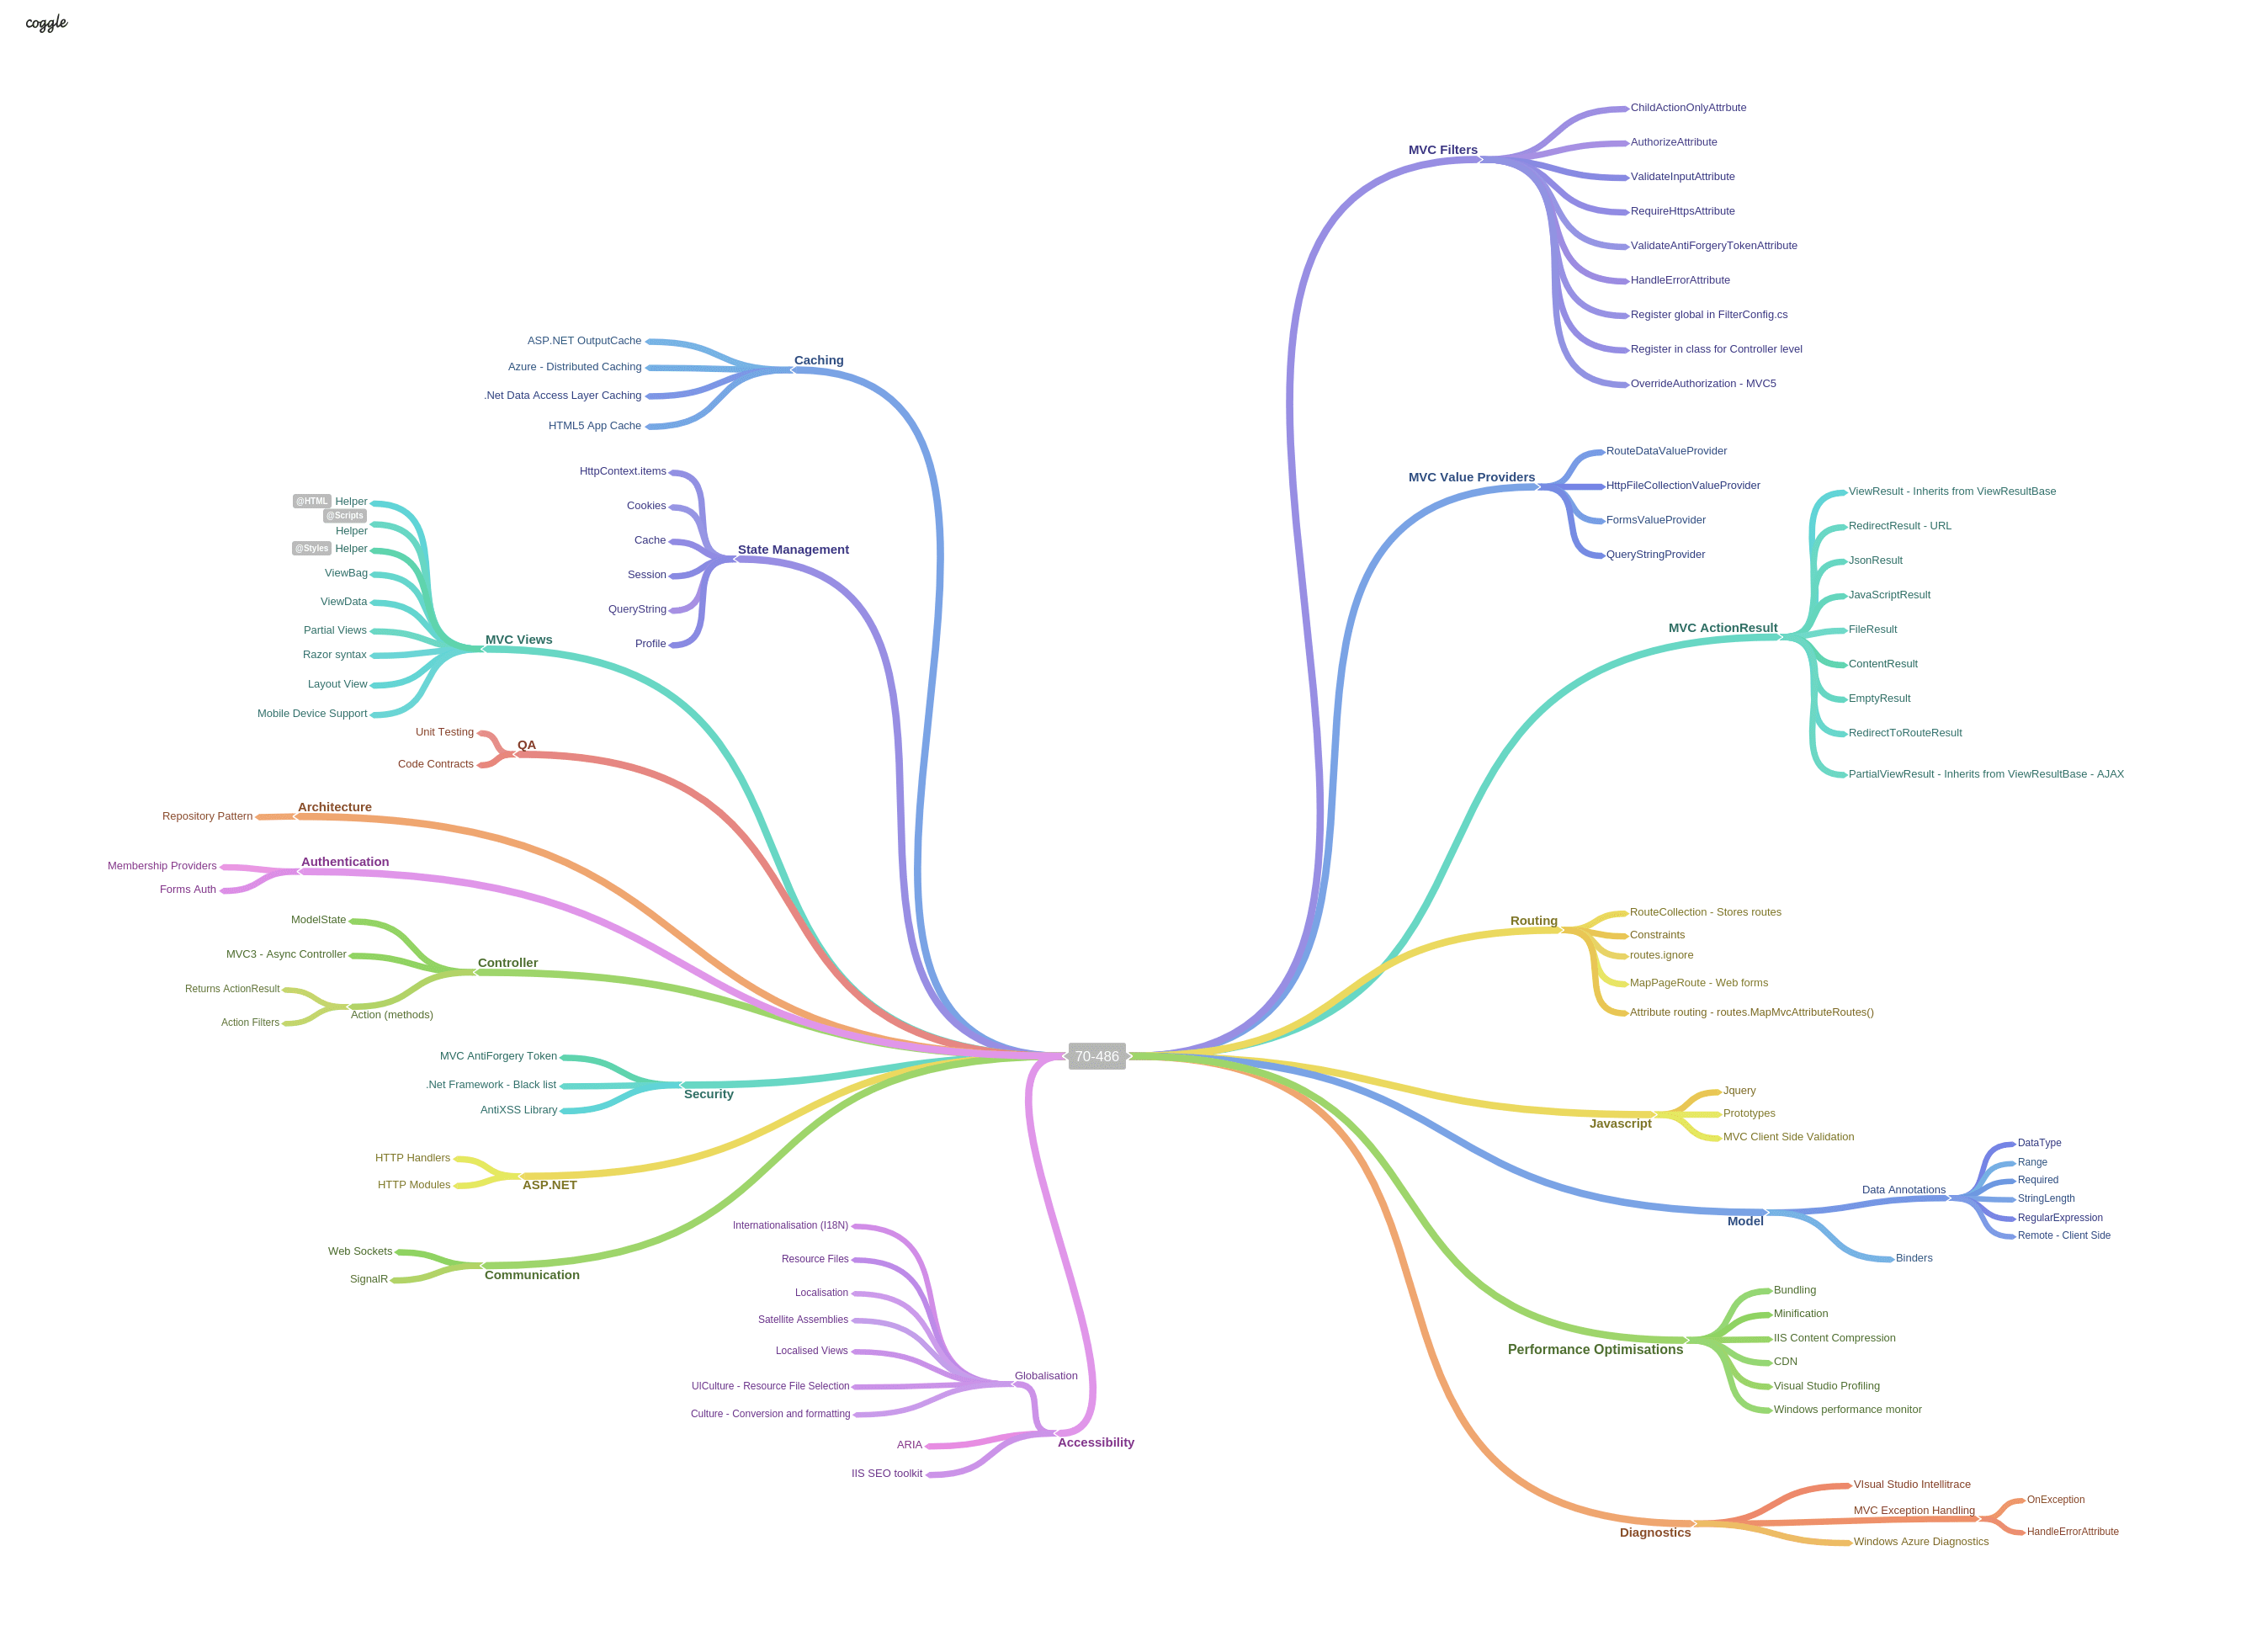 coggle
70-486
Caching
ASP.NET OutputCache
Azure - Distributed Caching
.Net Data Access Layer Caching
HTML5 App Cache
State Management
HttpContext.items
Cookies
Cache
Session
QueryString
Profile
MVC Views
@HTML Helper
@Scripts
Helper
@Styles Helper
ViewBag
ViewData
Partial Views
Razor syntax
Layout View
Mobile Device Support
QA
Unit Testing
Code Contracts
Architecture
Repository Pattern
Authentication
Membership Providers
Forms Auth
Controller
ModelState
MVC3 - Async Controller
Action (methods)
Returns ActionResult
Action Filters
Security
MVC AntiForgery Token
.Net Framework - Black list
AntiXSS Library
ASP.NET
HTTP Handlers
HTTP Modules
Communication
Web Sockets
SignalR
Accessibility
Globalisation
Internationalisation (I18N)
Resource Files
Localisation
Satellite Assemblies
Localised Views
UICulture - Resource File Selection
Culture - Conversion and formatting
ARIA
IIS SEO toolkit
MVC Filters
ChildActionOnlyAttrbute
AuthorizeAttribute
ValidateInputAttribute
RequireHttpsAttribute
ValidateAntiForgeryTokenAttribute
HandleErrorAttribute
Register global in FilterConfig.cs
Register in class for Controller level
OverrideAuthorization - MVC5
MVC Value Providers
RouteDataValueProvider
HttpFileCollectionValueProvider
FormsValueProvider
QueryStringProvider
MVC ActionResult
ViewResult - Inherits from ViewResultBase
RedirectResult - URL
JsonResult
JavaScriptResult
FileResult
ContentResult
EmptyResult
RedirectToRouteResult
PartialViewResult - Inherits from ViewResultBase - AJAX
Routing
RouteCollection - Stores routes
Constraints
routes.ignore
MapPageRoute - Web forms
Attribute routing - routes.MapMvcAttributeRoutes()
Javascript
Jquery
Prototypes
MVC Client Side Validation
Model
Data Annotations
DataType
Range
Required
StringLength
RegularExpression
Remote - Client Side
Binders
Performance Optimisations
Bundling
Minification
IIS Content Compression
CDN
Visual Studio Profiling
Windows performance monitor
Diagnostics
VIsual Studio Intellitrace
MVC Exception Handling
OnException
HandleErrorAttribute
Windows Azure Diagnostics